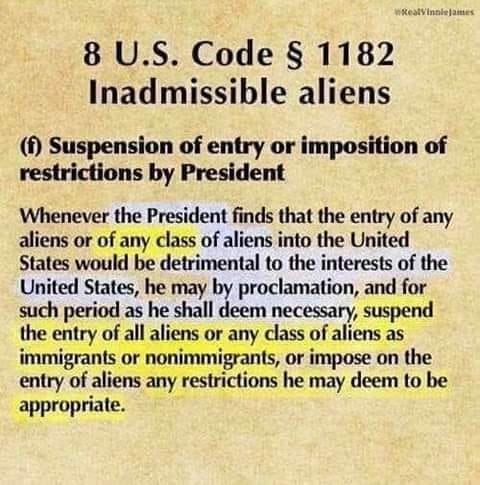 @RealVinnieJames
8 U.S. Code § 1182
Inadmissible aliens
(f) Suspension of entry or imposition of
restrictions by President
Whenever the President finds that the entry of any
aliens or of any class of aliens into the United
States would be detrimental to the interests of the
United States, he may by proclamation, and for
such period as he shall deem necessary, suspend
the entry of all aliens or any class of aliens as
immigrants or nonimmigrants, or impose on the
entry of aliens any restrictions he may deem to be
appropriate.